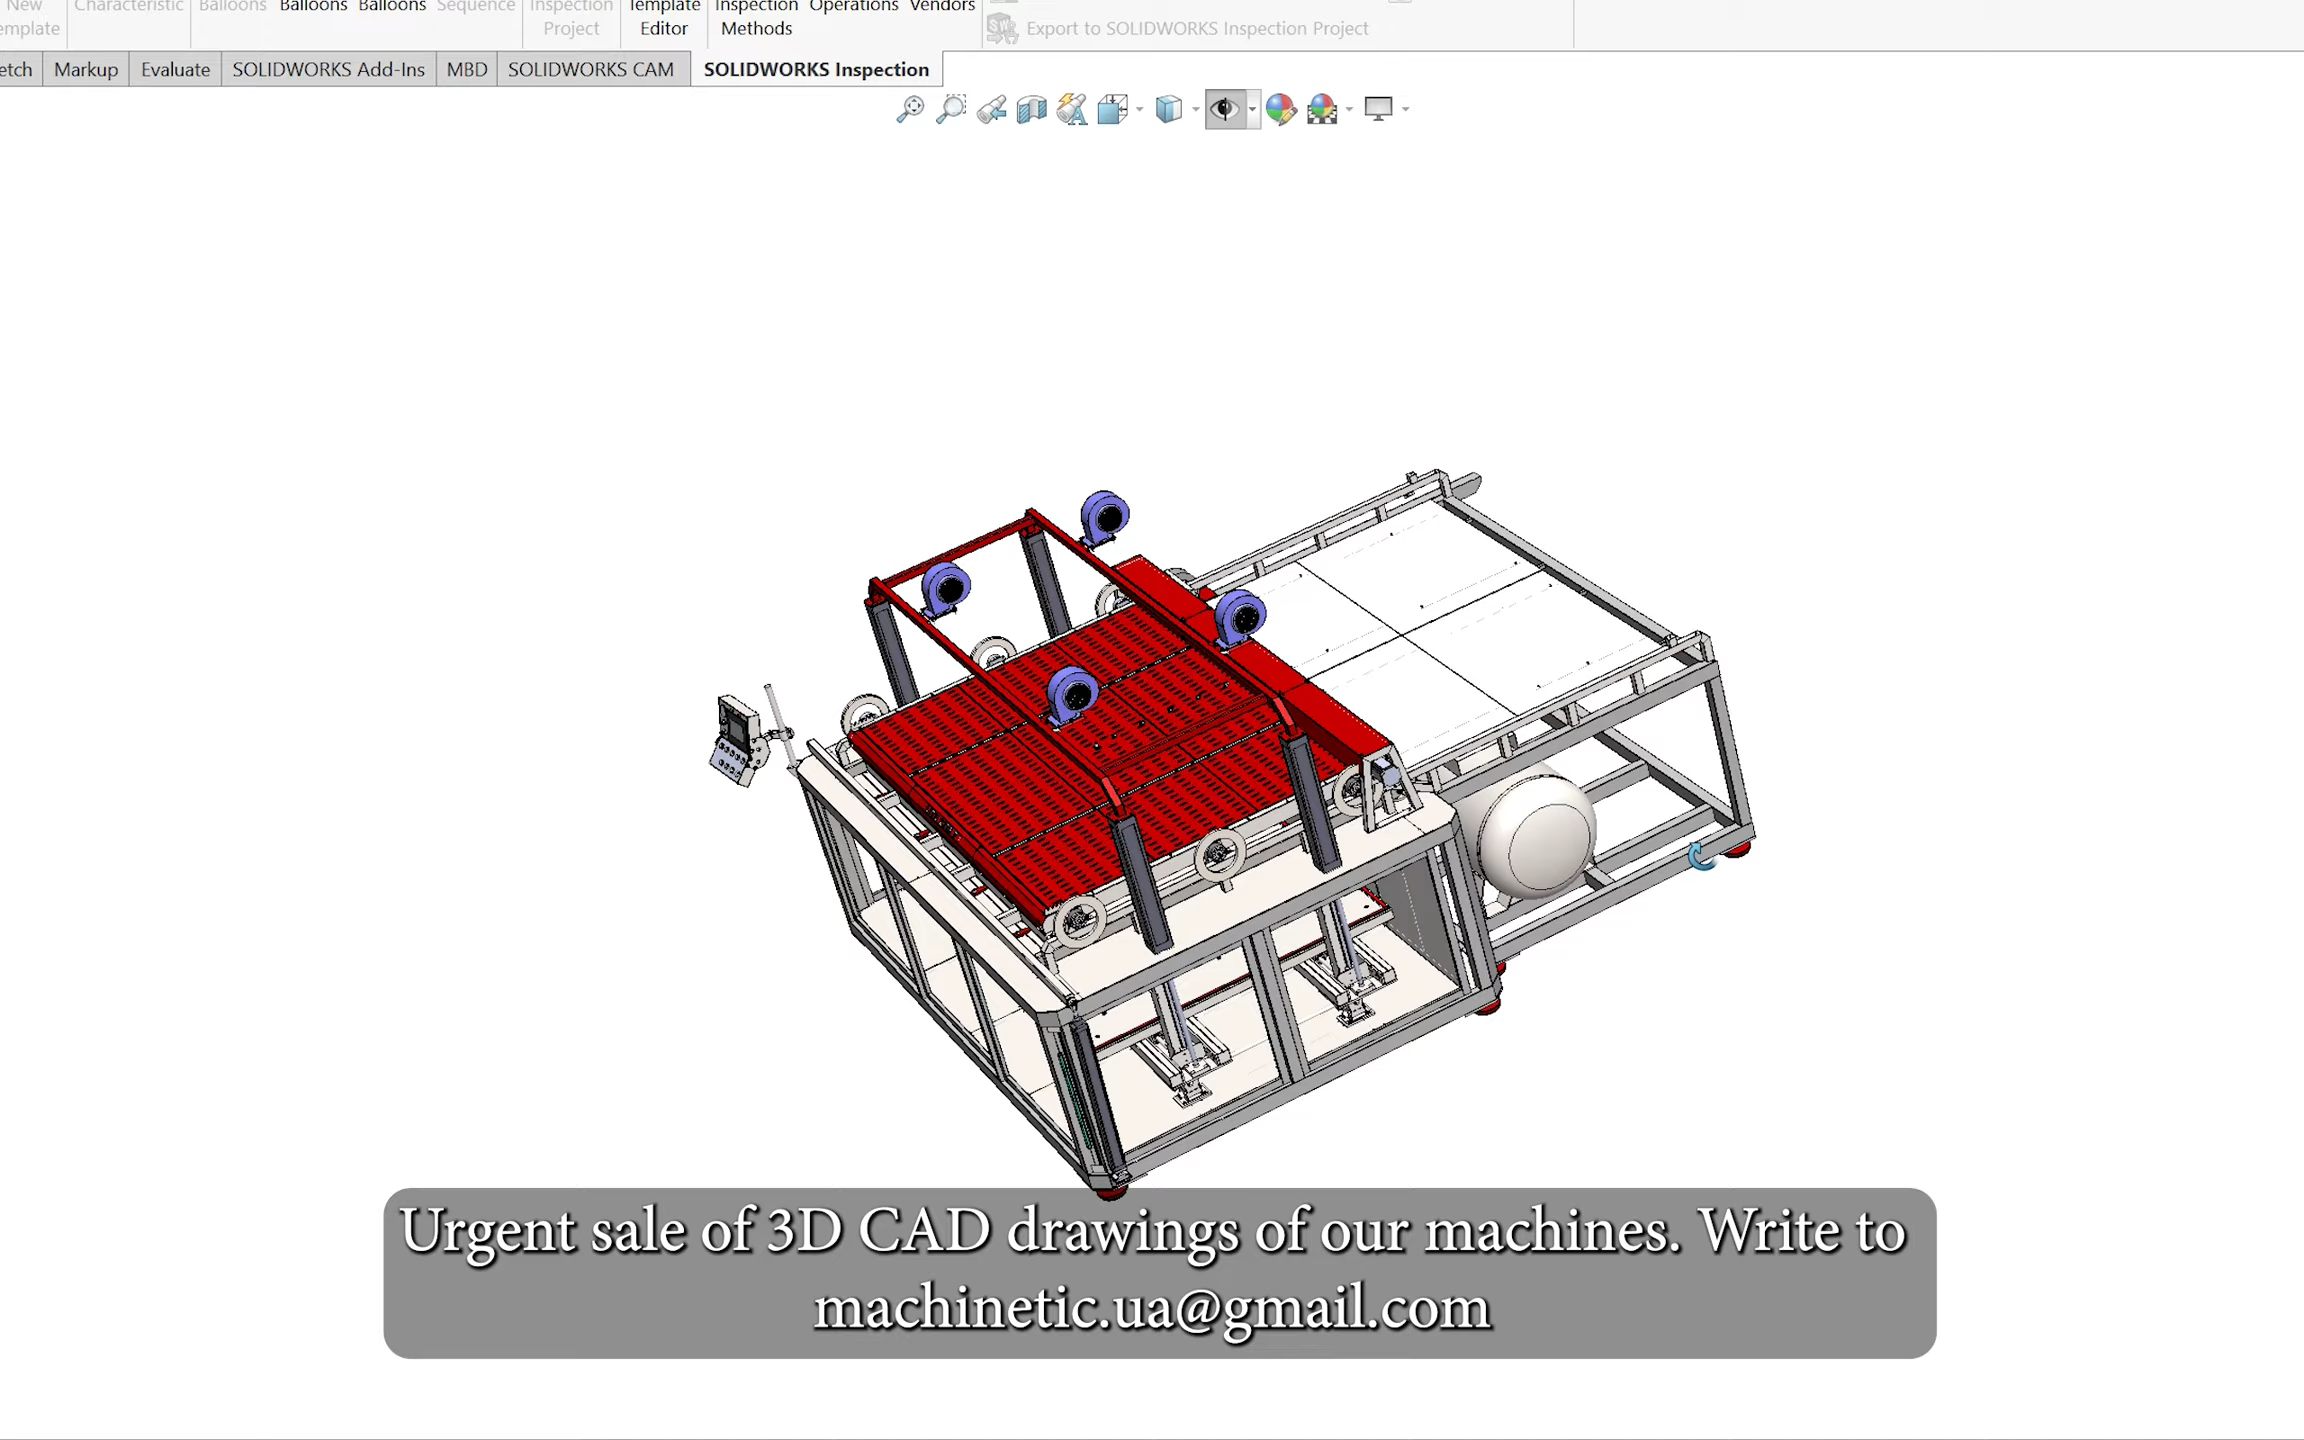 New
Characteristic
Balloons
Balloons
Balloons
Sequence
Inspection
Project
Template
Editor
Inspection
Methods
Operations
Vendors
Export to SOLIDWORKS Inspection Project
Markup
Evaluate
SOLIDWORKS Add-Ins
MBD
SOLIDWORKS CAM
SOLIDWORKS Inspection
Urgent sale of 3D CAD drawings of our machines. Write to
machinetic.ua@gmail.com